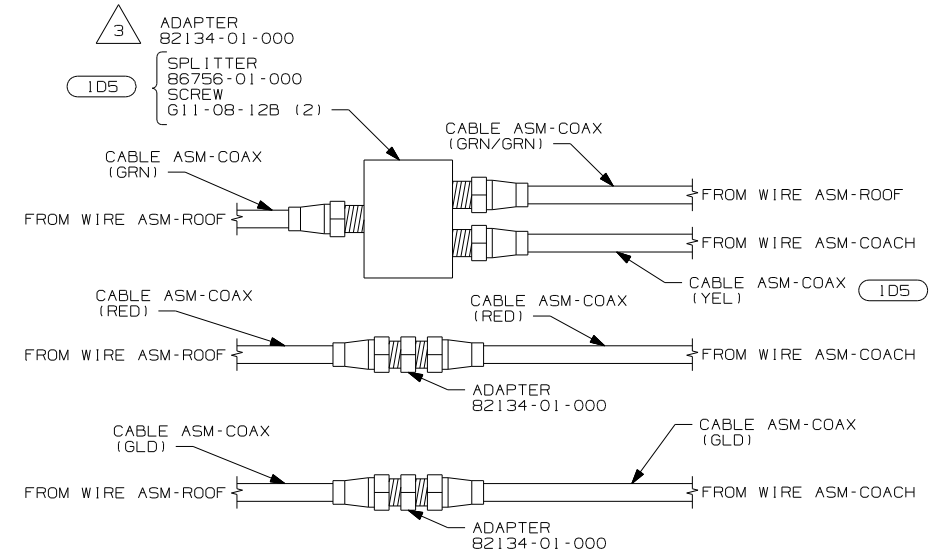 3
ADAPTER
82134-01-000
1D5
SPLITTER
86756-01-000
SCREW
G11-08-12B (2)
CABLE ASM-COAX
(GRN)
CABLE ASM-COAX
(GRN/GRN)
FROM WIRE ASM-ROOF
FROM WIRE ASM-ROOF
FROM WIRE ASM-COACH
CABLE ASM-COAX
(YEL)
1D5
CABLE ASM-COAX
(RED)
CABLE ASM-COAX
(RED)
FROM WIRE ASM-ROOF
FROM WIRE ASM-COACH
ADAPTER
82134-01-000
CABLE ASM-COAX
(GLD)
CABLE ASM-COAX
(GLD)
FROM WIRE ASM-ROOF
FROM WIRE ASM-COACH
ADAPTER
82134-01-000